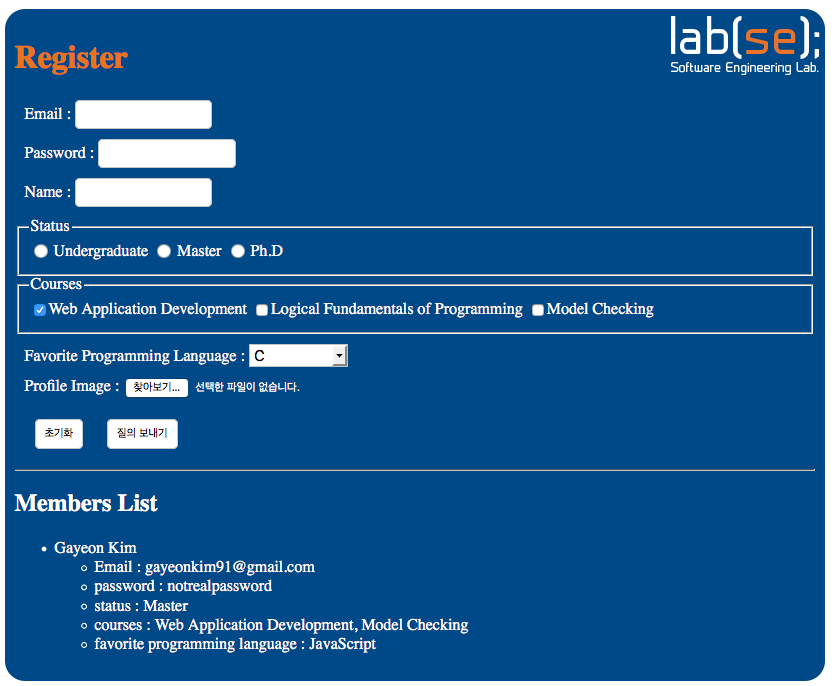 lab(se);
Software Engineering Lab.
Register
Email :
Password :
Name :
Status
Undergraduate Master Ph.D
Courses
Web Application Development Logical Fundamentals of Programming Model Checking
Favorite Programming Language : C
Profile Image : 찾아보기... 선택한 파일이 없습니다.
초기화 질의 보내기
Members List
• Gayeon Kim
◦ Email : gayeonkim91@gmail.com
◦ password : notrealpassword
◦ status : Master
◦ courses : Web Application Development, Model Checking
◦ favorite programming language : JavaScript